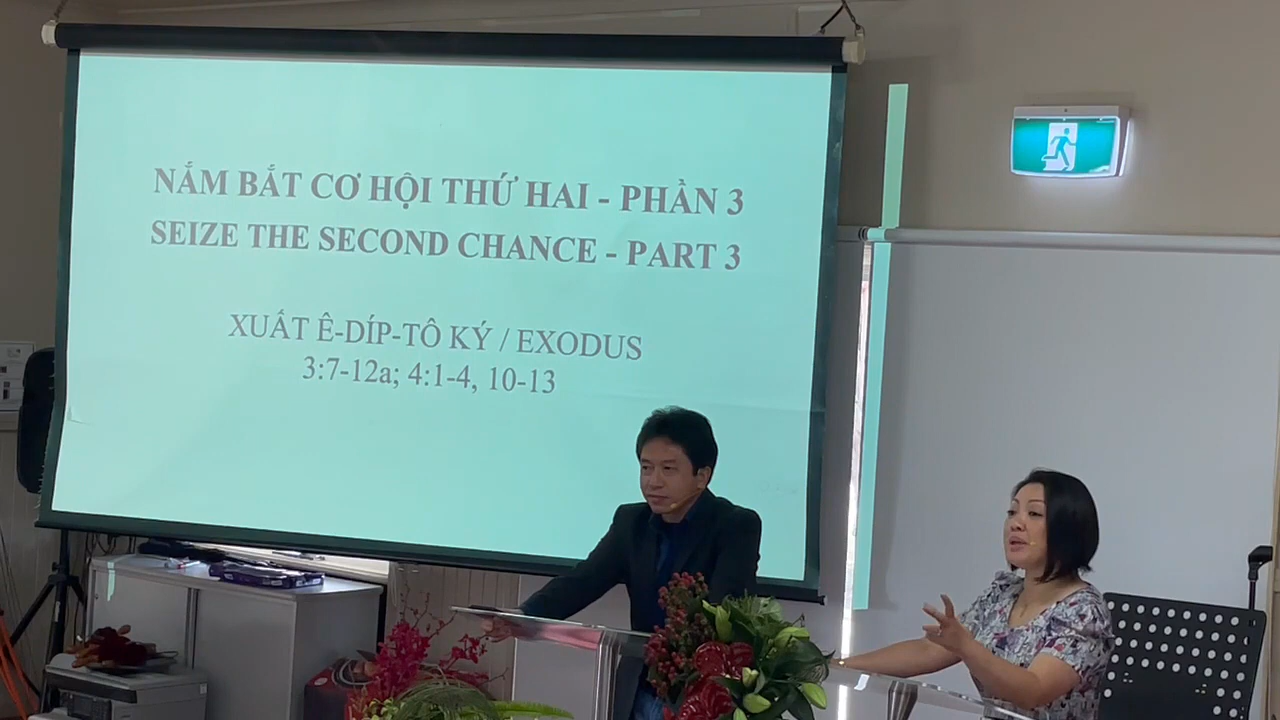 NẮM BẮT CƠ HỘI THỨ HAI - PHẦN 3
SEIZE THE SECOND CHANCE - PART 3
XUẤT Ê-DÍP-TÔ KÝ / EXODUS
3:7-12a; 4:1-4, 10-13